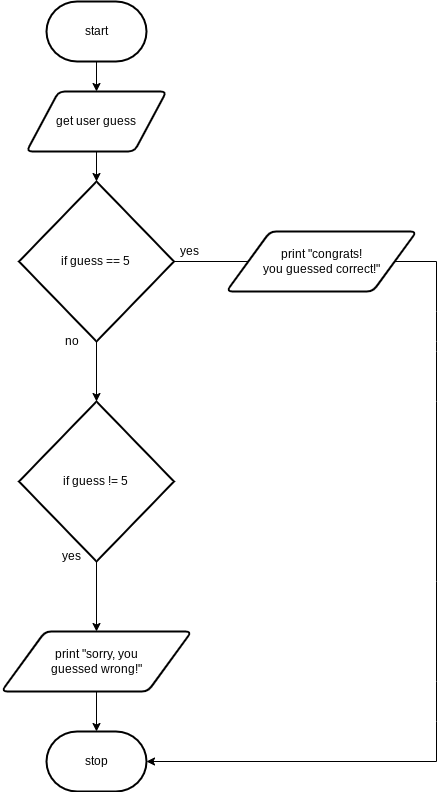 start
get user guess
if guess == 5
yes
print "congrats!
you guessed correct!"
no
if guess != 5
yes
print "sorry, you
guessed wrong!"
stop